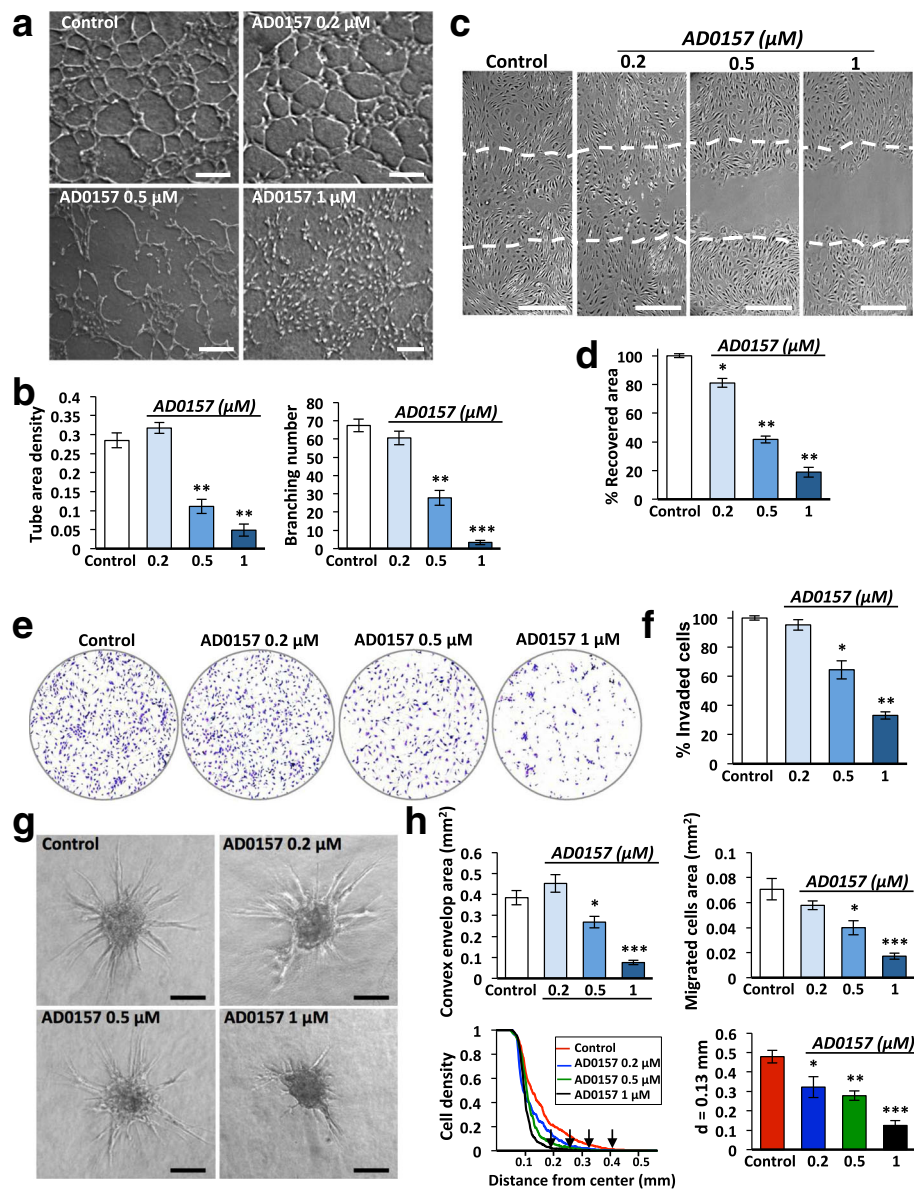 a
Control
AD0157 0.2 µM
AD0157 0.5 µM
AD0157 1 µM
b
Tube area density
0.4
0.35
0.3
0.25
0.2
0.15
0.1
0.05
0
AD0157 (µM)
**
**
Control 0.2 0.5 1
Branching number
80
70
60
50
40
30
20
10
0
AD0157 (µM)
**
***
Control 0.2 0.5 1
c
AD0157 (µM)
Control 0.2 0.5 1
d
% Recovered area
100
80
60
40
20
0
AD0157 (µM)
*
**
**
Control 0.2 0.5 1
e
Control
AD0157 0.2 µM
AD0157 0.5 µM
AD0157 1 µM
f
% Invaded cells
100
80
60
40
20
0
AD0157 (µM)
*
**
Control 0.2 0.5 1
g
Control
AD0157 0.2 µM
AD0157 0.5 µM
AD0157 1 µM
h
Convex envelop area (mm²)
0.6
0.5
0.4
0.3
0.2
0.1
0
AD0157 (µM)
*
***
Control 0.2 0.5 1
Migrated cells area (mm²)
0.1
0.08
0.06
0.04
0.02
0
AD0157 (µM)
*
***
Control 0.2 0.5 1
Cell density
1
0.8
0.6
0.4
0.2
0
Control
AD0157 0.2 µM
AD0157 0.5 µM
AD0157 1 µM
0.1 0.2 0.3 0.4 0.5
Distance from center (mm)
d = 0.13 mm
0.6
0.5
0.4
0.3
0.2
0.1
0
AD0157 (µM)
*
**
***
Control 0.2 0.5 1